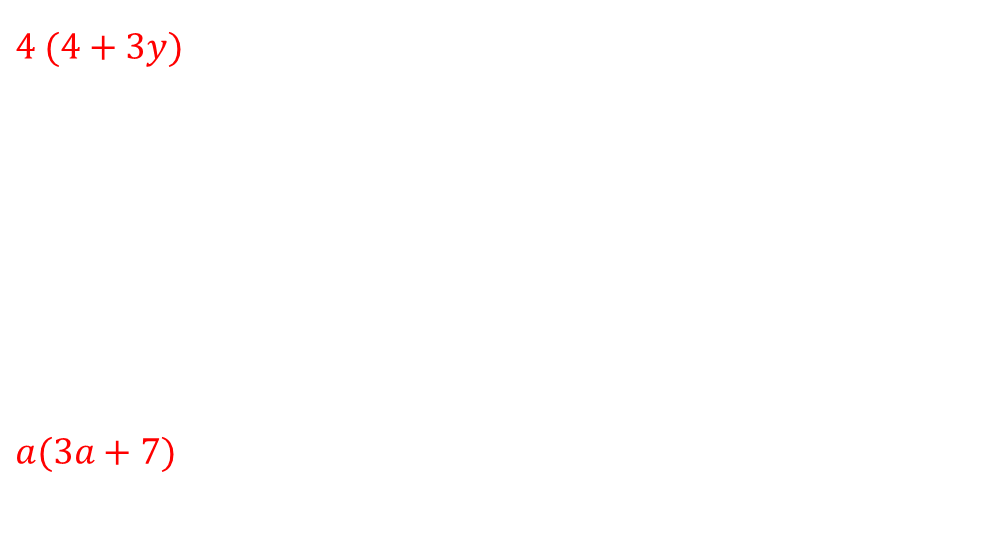 4 (4 + 3y)
a(3a + 7)